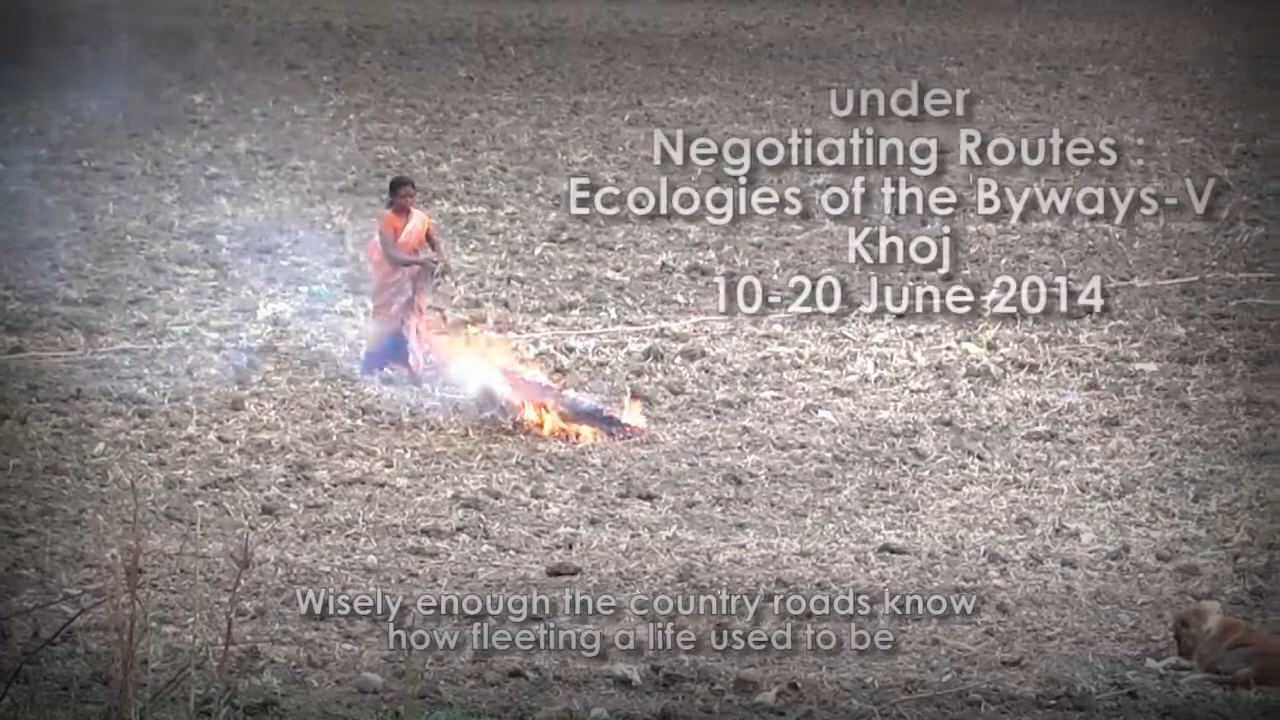 under
Negotiating Routes :
Ecologies of the Byways-V
Khoj
10-20 June 2014
Wisely enough the country roads know
how fleeting a life used to be